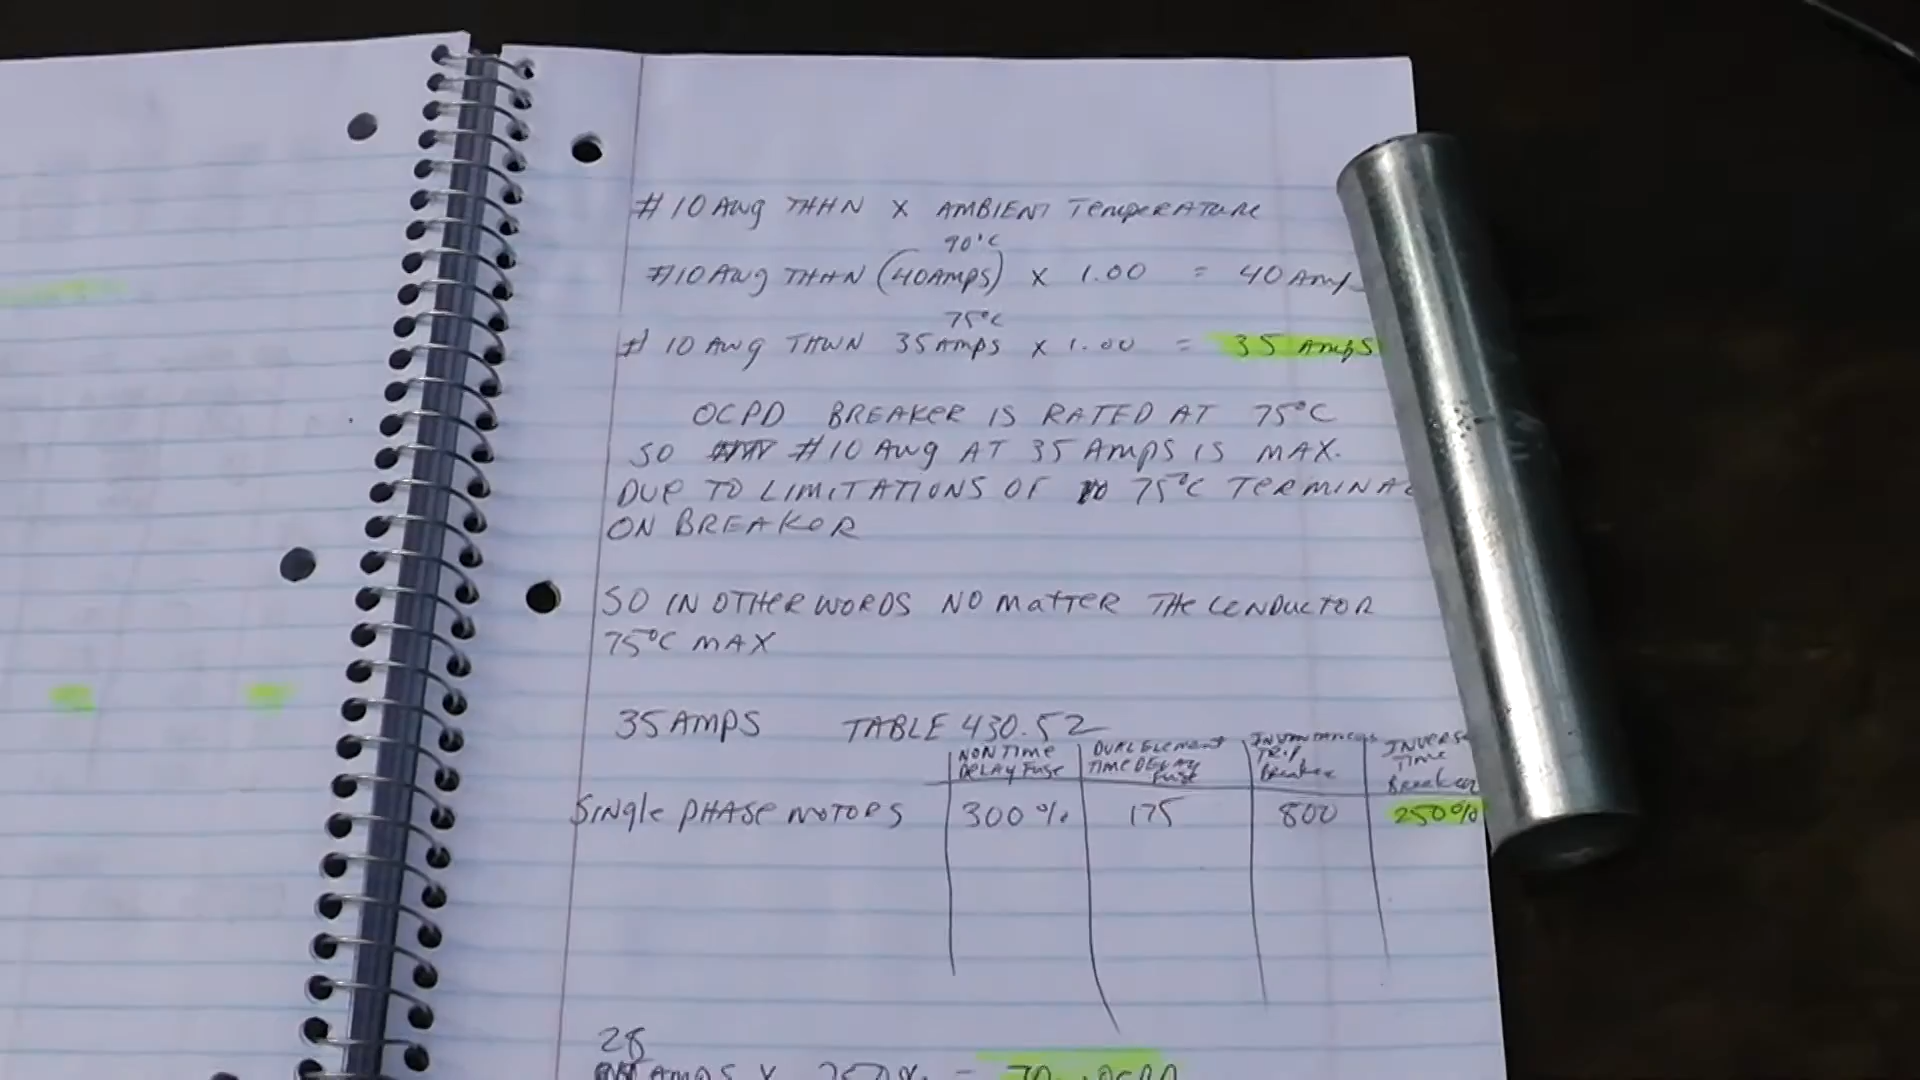 #10 AWG THHN X AMBIENT TEMPERATURE
90°C
#10 AWG THHN (40AMPS) X 1.00 = 40 Amp
75°C
#10 AWG THWN 35AMPS X 1.00 = 35 AMPS
OCPD BREAKER IS RATED AT 75°C
SO #10 AWG AT 35 AMPS IS MAX.
DUE TO LIMITATIONS OF 75°C TERMINAL
ON BREAKER
SO IN OTHER WORDS NO MATTER THE CONDUCTOR
75°C MAX
35 AMPS TABLE 430.52
NON TIME DELAY FUSE DUAL ELEMENT TIME DELAY FUSE TRIP Breaker INVERSE TIME Breaker
SINGLE PHASE MOTORS 300% 175 800 250%
28
AMPS X 250% = 70